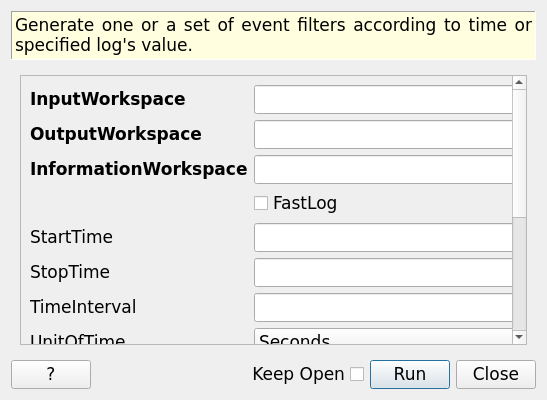 Generate one or a set of event filters according to time or
specified log's value.
InputWorkspace
OutputWorkspace
InformationWorkspace
FastLog
StartTime
StopTime
TimeInterval
UnitOfTime Seconds
? Keep Open Run Close